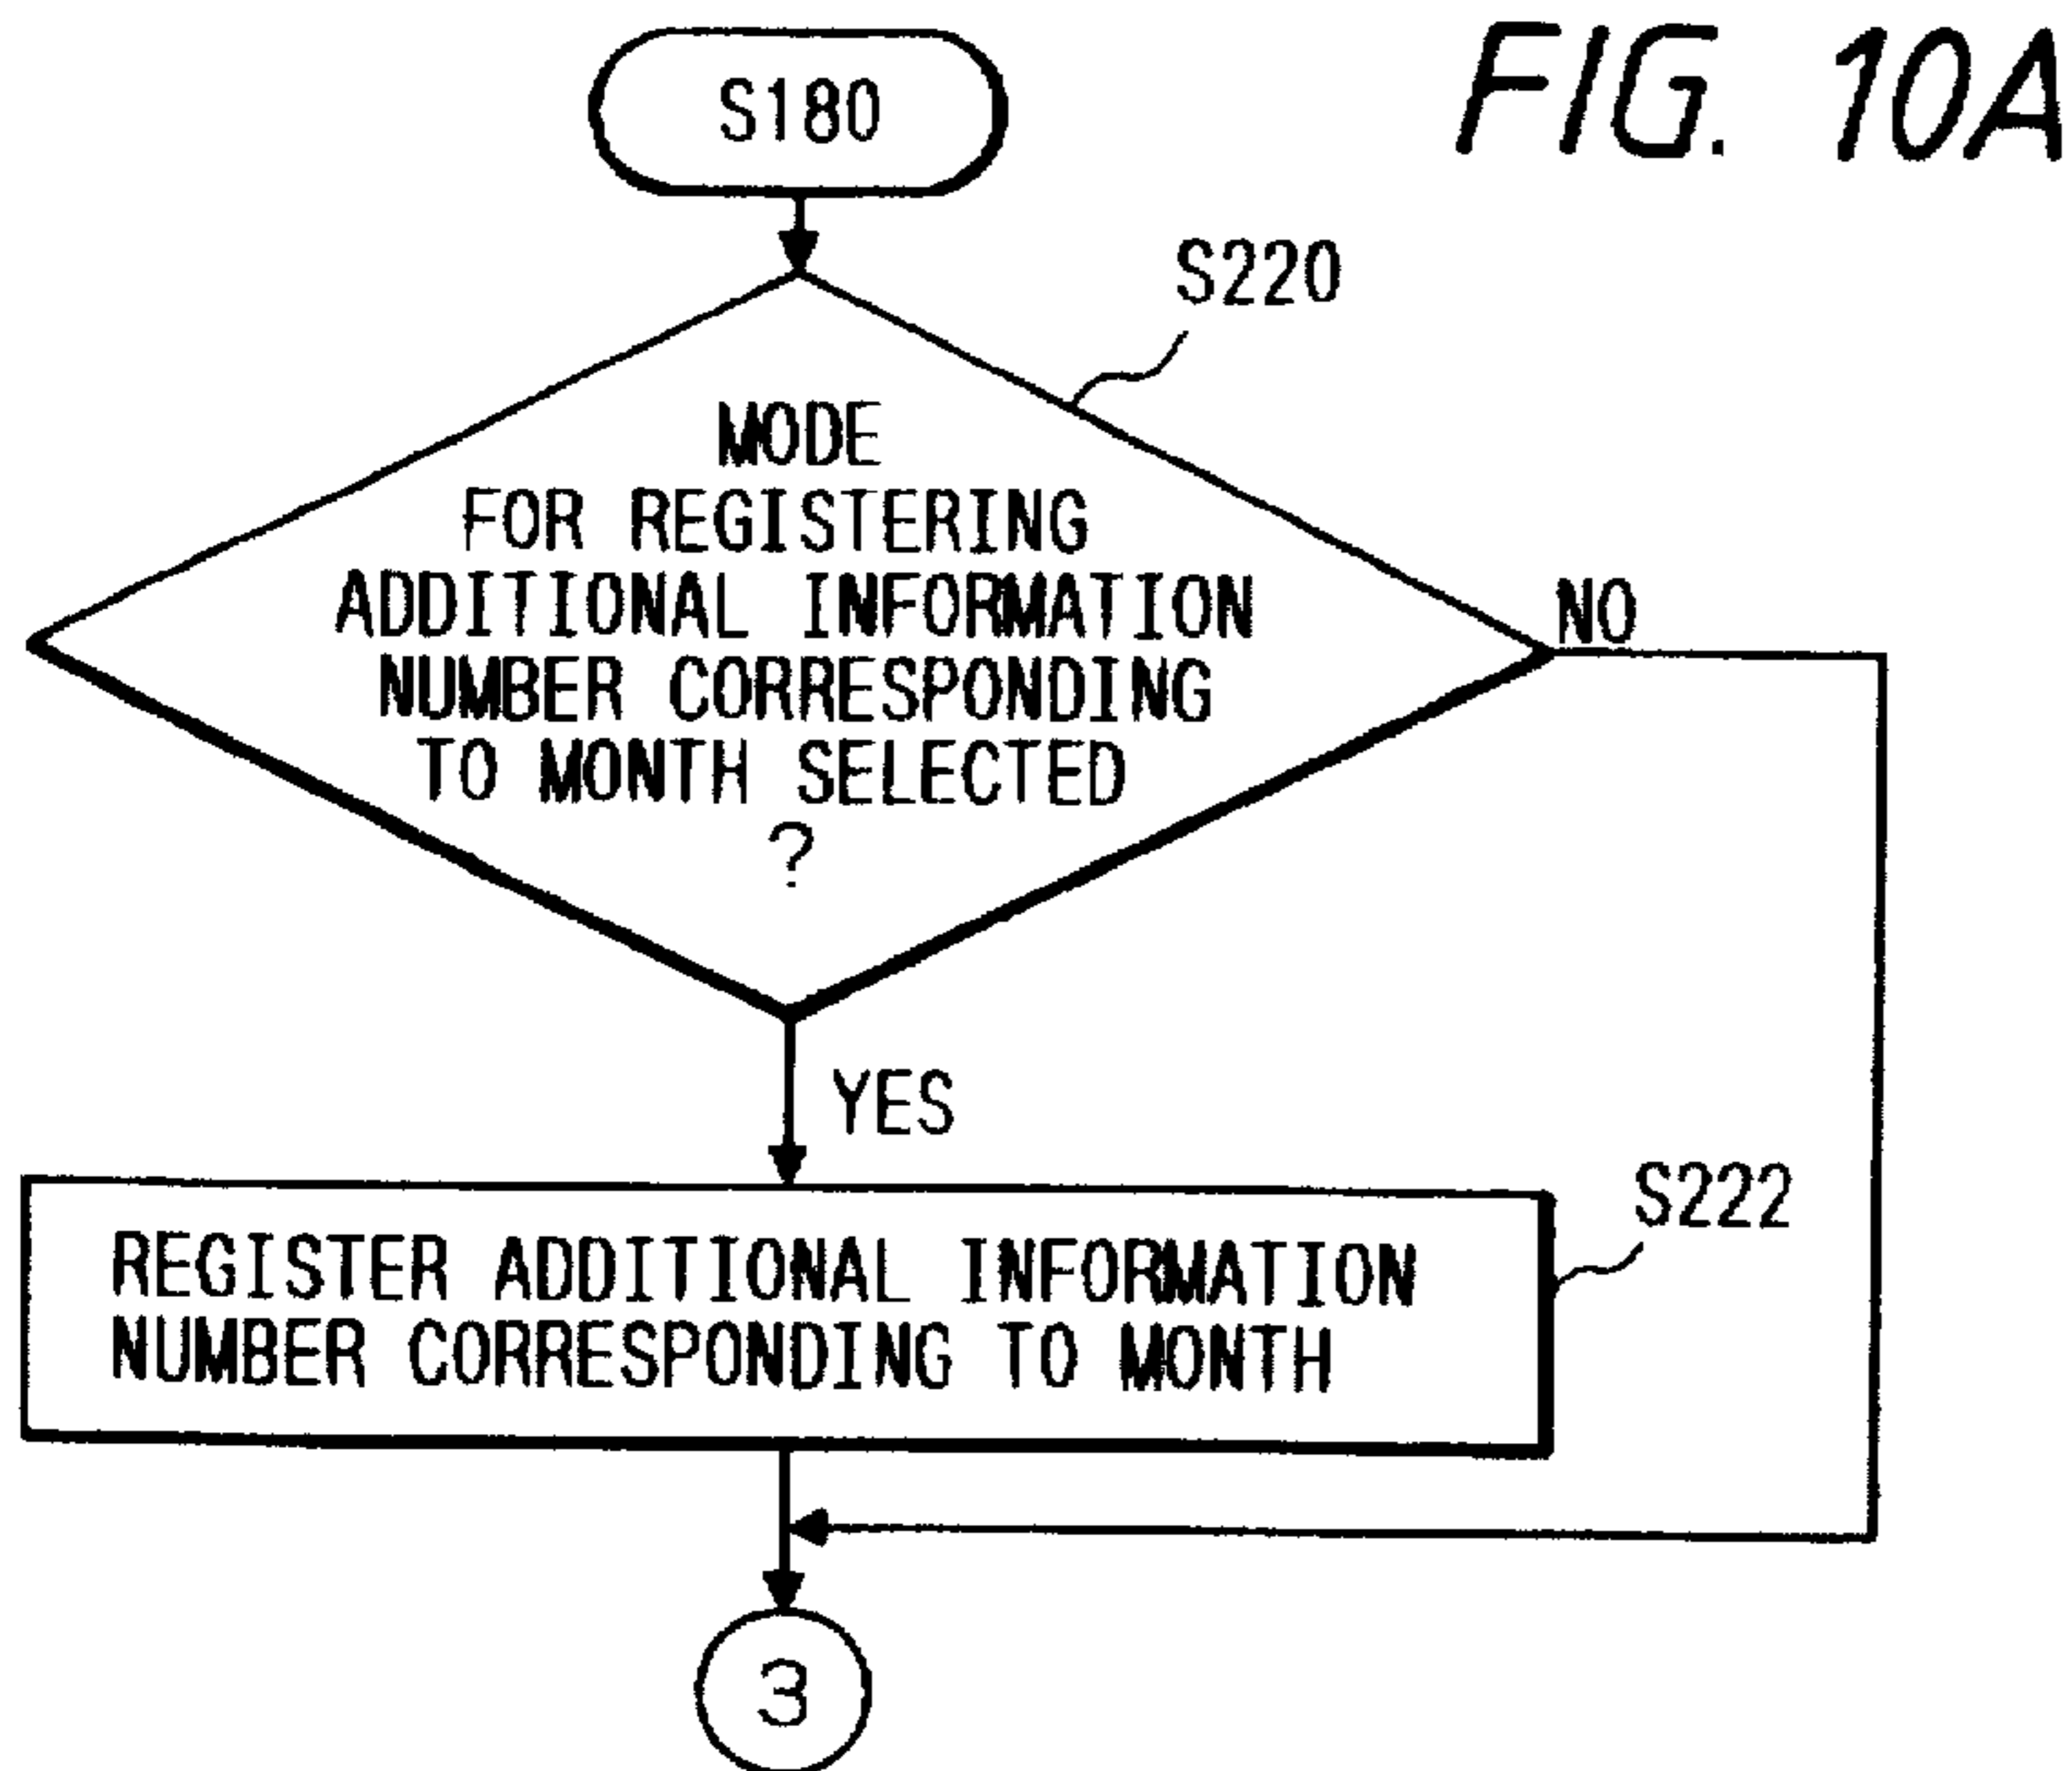 FIG. 10A
S180
S220
MODE
FOR REGISTERING
ADDITIONAL INFORMATION
NUMBER CORRESPONDING
TO MONTH SELECTED
?
NO
YES
S222
REGISTER ADDITIONAL INFORMATION
NUMBER CORRESPONDING TO MONTH
3